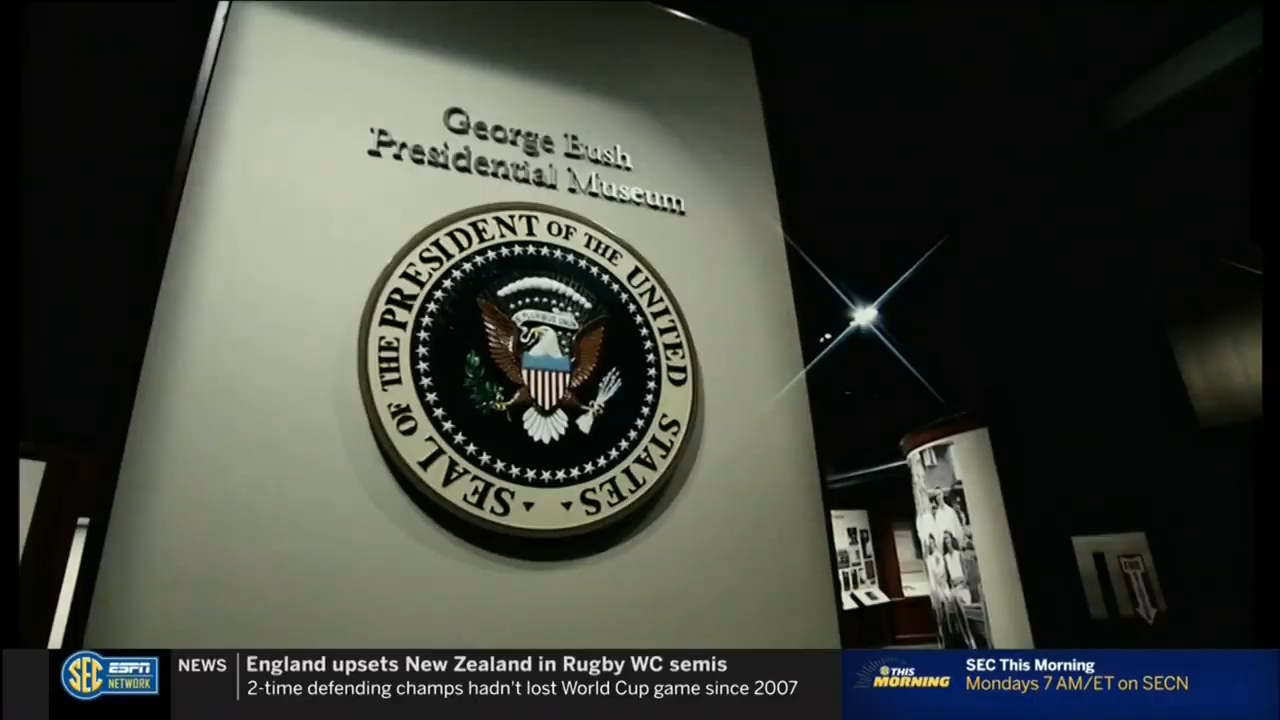 George Bush
Presidential Museum
SEAL OF THE PRESIDENT OF THE UNITED STATES
E PLURIBUS UNUM
SEC ESPN NETWORK
NEWS
England upsets New Zealand in Rugby WC semis
2-time defending champs hadn't lost World Cup game since 2007
THIS MORNING
SEC This Morning
Mondays 7 AM/ET on SECN